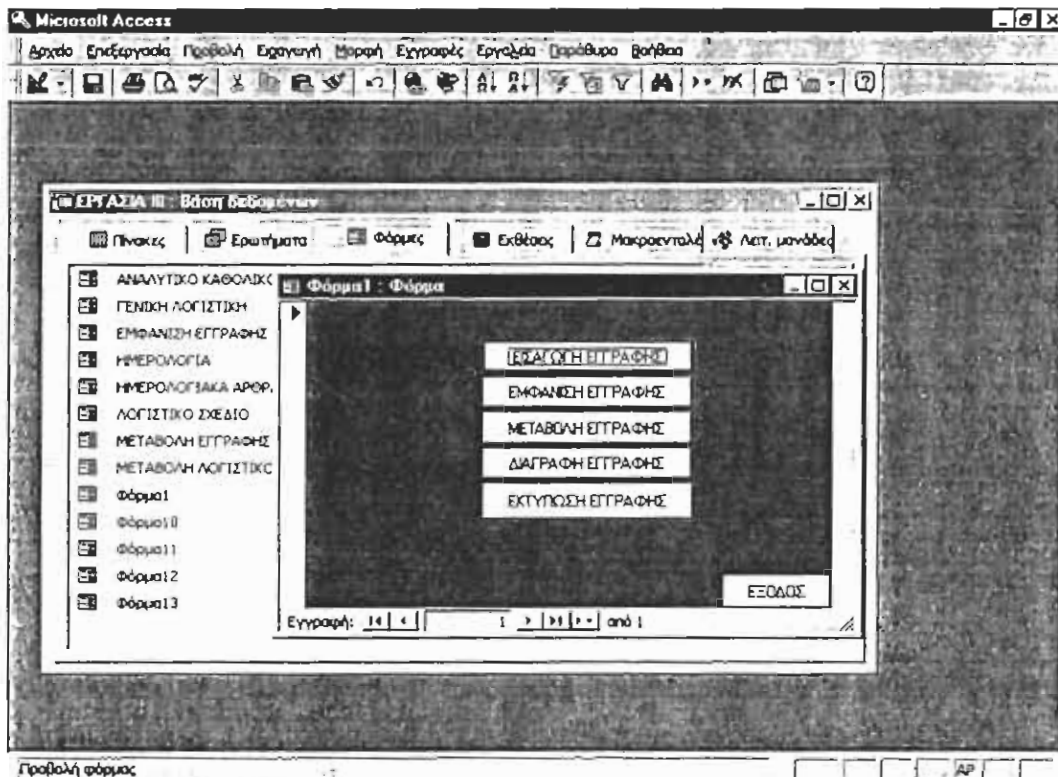 Microsoft Access
Αρχείο Επεξεργασία Προβολή Εισαγωγή Μορφή Εγγραφές Εργαλεία Παράθυρο Βοήθεια
ΕΡΓΑΣΙΑ III : Βάση δεδομένων
Πίνακες Ερωτήματα Φόρμες Εκθέσεις Μακροεντολέ Λειτ. μονάδες
ΑΝΑΛΥΤΙΚΟ ΚΑΘΟΛΙΚΟ
ΓΕΝΙΚΗ ΛΟΓΙΣΤΙΚΗ
ΕΜΦΑΝΙΣΗ ΕΓΓΡΑΦΗΣ
ΗΜΕΡΟΛΟΓΙΑ
ΗΜΕΡΟΛΟΓΙΑΚΑ ΑΡΘΡ
ΛΟΓΙΣΤΙΚΟ ΣΧΕΔΙΟ
ΜΕΤΑΒΟΛΗ ΕΓΓΡΑΦΗΣ
ΜΕΤΑΒΟΛΗ ΛΟΓΙΣΤΙΚΟ
Φόρμα1
Φόρμα10
Φόρμα11
Φόρμα12
Φόρμα13
Φόρμα1 : Φόρμα
ΕΙΣΑΓΩΓΗ ΕΓΓΡΑΦΗΣ
ΕΜΦΑΝΙΣΗ ΕΓΓΡΑΦΗΣ
ΜΕΤΑΒΟΛΗ ΕΓΓΡΑΦΗΣ
ΔΙΑΓΡΑΦΗ ΕΓΓΡΑΦΗΣ
ΕΚΤΥΠΩΣΗ ΕΓΓΡΑΦΗΣ
ΕΞΟΔΟΣ
Εγγραφή: 1 από 1
Προβολή φόρμας ΑΡ